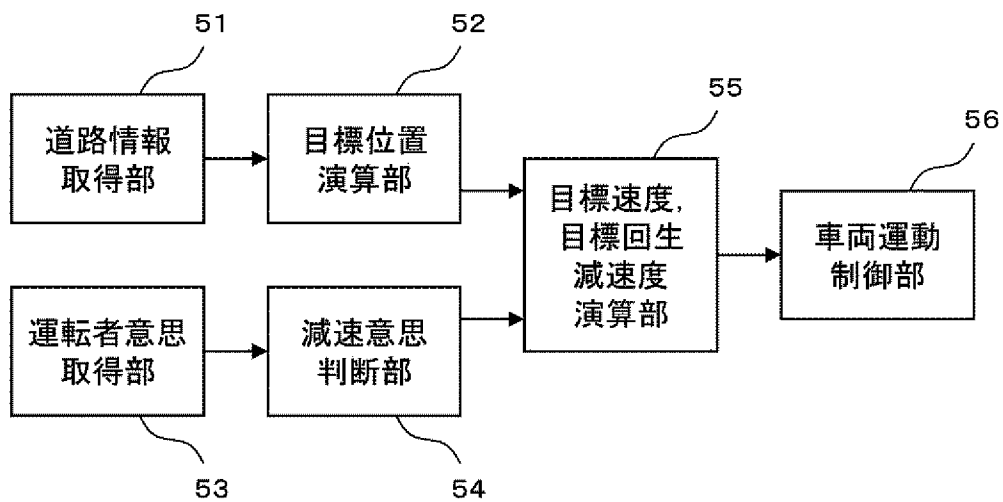 51
道路情報
取得部
52
目標位置
演算部
53
運転者意思
取得部
54
減速意思
判断部
55
目標速度,
目標回生
減速度
演算部
56
車両運動
制御部